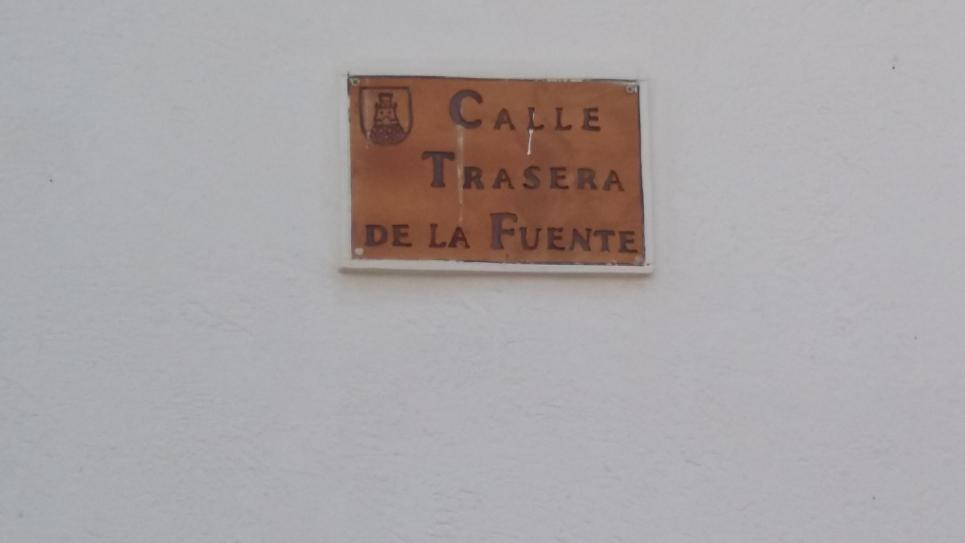 CALLE
TRASERA
DE LA FUENTE